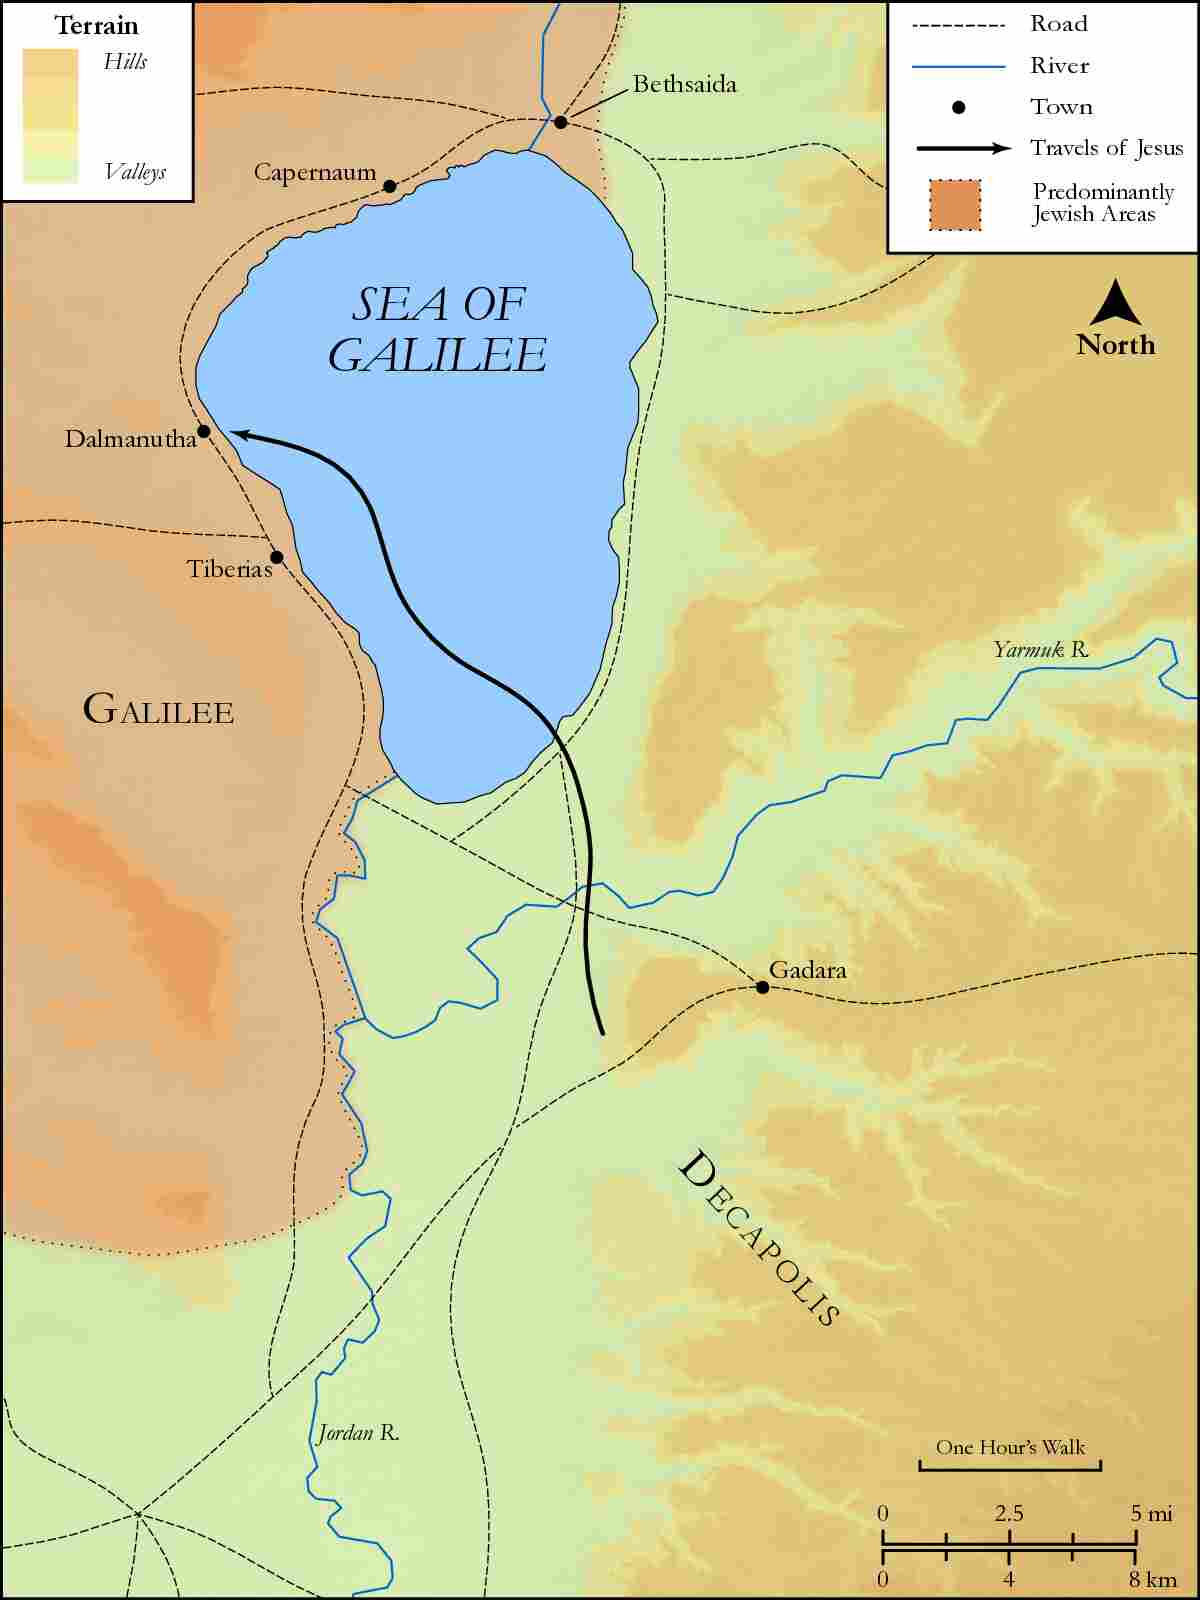 Terrain
Hills
Valleys
Road
River
Town
Travels of Jesus
Predominantly
Jewish Areas
Bethsaida
Capernaum
SEA OF
GALILEE
North
Dalmanutha
Tiberias
Yarmuk R.
GALILEE
Gadara
DECAPOLIS
Jordan R.
One Hour's Walk
0 2.5 5 mi
0 4 8 km